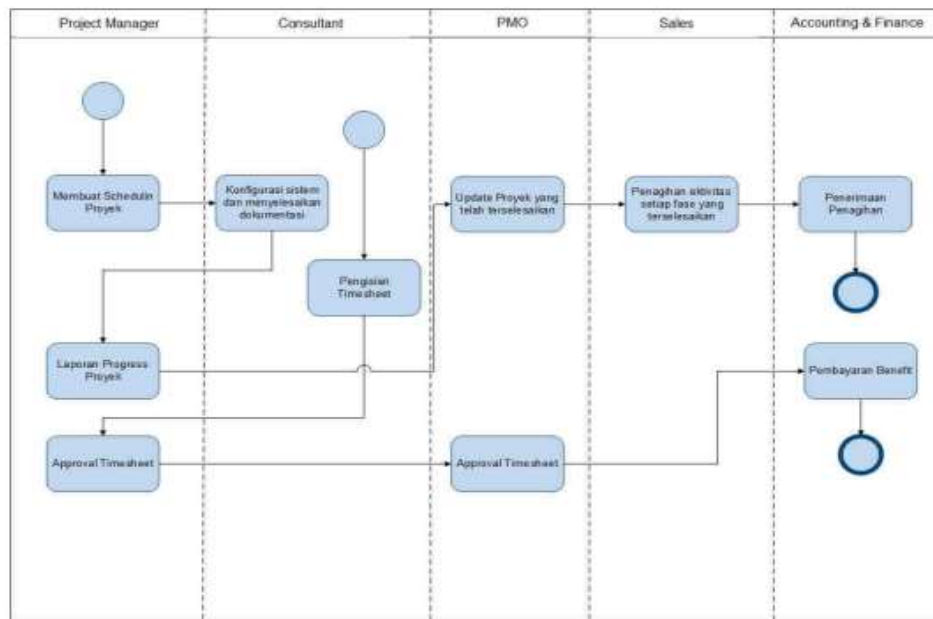 Project Manager
Consultant
PMO
Sales
Accounting & Finance
Membuat Schedulin
Proyek
Konfigurasi sistem
dan menyelesaikan
dokumentasi
Update Proyek yang
telah terselesaikan
Penagihan aktivitas
setiap fase yang
terselesaikan
Penerimaan
Penagihan
Pengisian
Timesheet
Laporan Progress
Proyek
Pembayaran Benefit
Approval Timesheet
Approval Timesheet